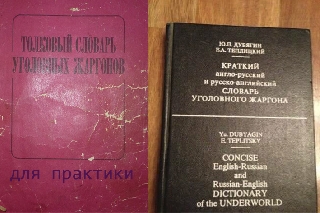 ТОЛКОВЫЙ СЛОВАРЬ
УГОЛОВНЫХ ЖАРГОНОВ
для практики
Ю.П. ДУБЯГИН
Е.А. ТЕПЛИЦКИЙ
КРАТКИЙ
англо-русский
и русско-английский
СЛОВАРЬ
УГОЛОВНОГО ЖАРГОНА
Yu. DUBYAGIN
E. TEPLITSKY
CONCISE
English-Russian
and
Russian-English
DICTIONARY
OF THE UNDERWORLD